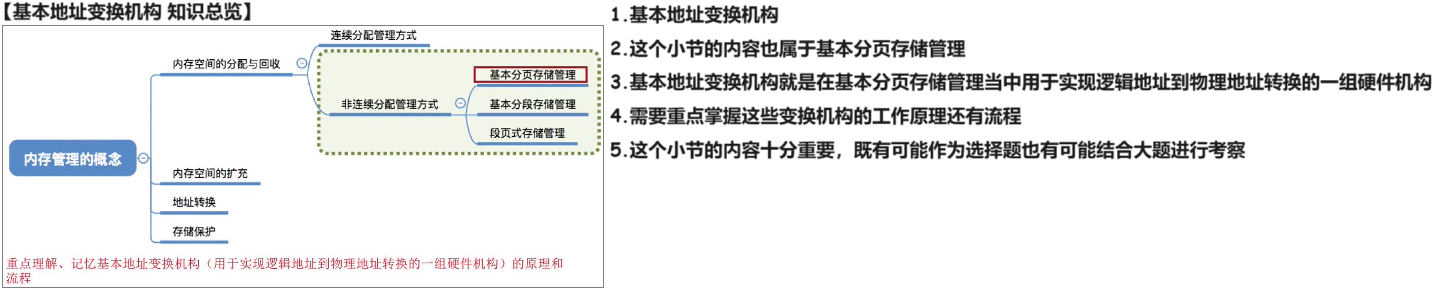 【基本地址变换机构 知识总览】
连续分配管理方式
内存空间的分配与回收
基本分页存储管理
非连续分配管理方式
基本分段存储管理
段页式存储管理
内存管理的概念
内存空间的扩充
地址转换
存储保护
重点理解、记忆基本地址变换机构（用于实现逻辑地址到物理地址转换的一组硬件机构）的原理和
流程
1.基本地址变换机构
2.这个小节的内容也属于基本分页存储管理
3.基本地址变换机构就是在基本分页存储管理当中用于实现逻辑地址到物理地址转换的一组硬件机构
4.需要重点掌握这些变换机构的工作原理还有流程
5.这个小节的内容十分重要，既有可能作为选择题也有可能结合大题进行考察